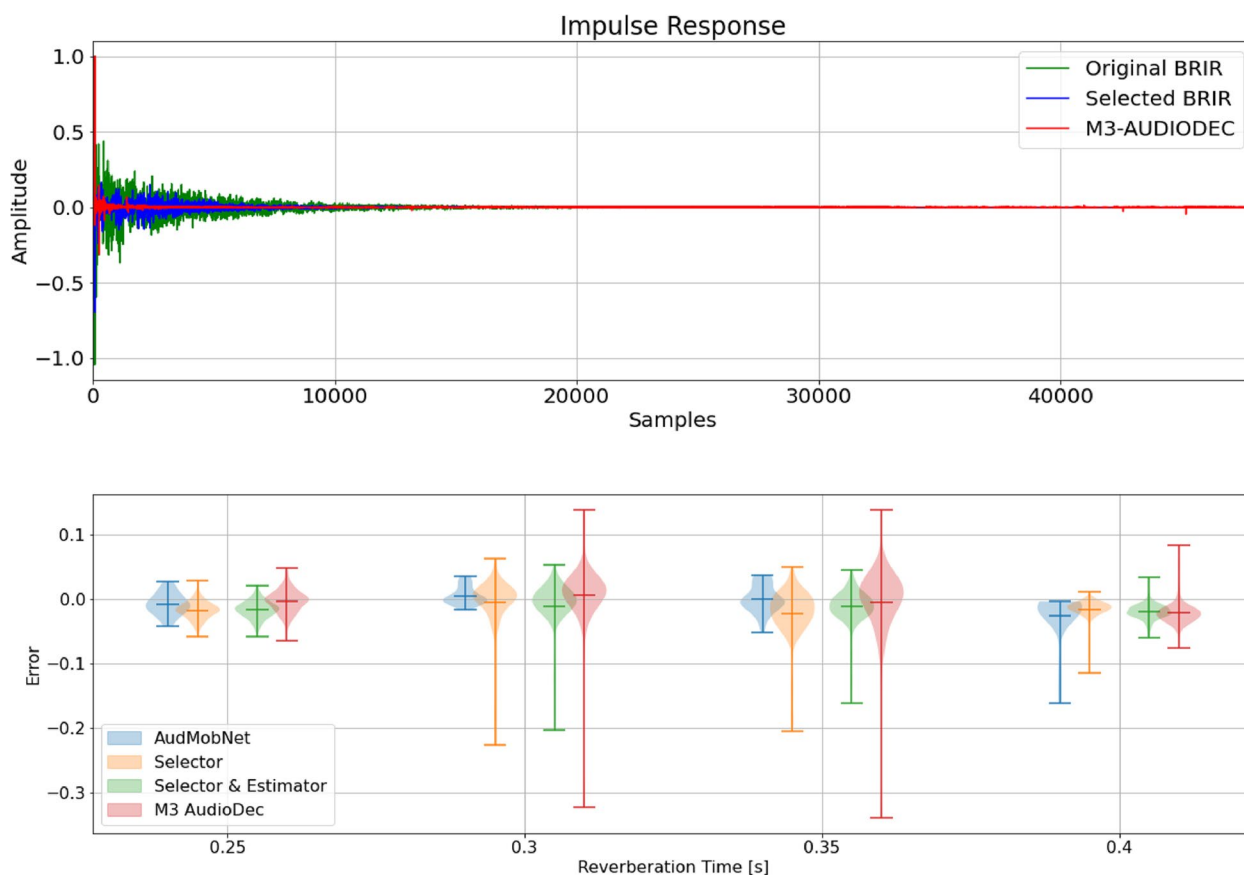 Impulse Response
Original BRIR
Selected BRIR
M3-AUDIODEC
Amplitude
1.0
0.5
0.0
−0.5
−1.0
0 10000 20000 30000 40000
Samples
Error
0.1
0.0
−0.1
−0.2
−0.3
AudMobNet
Selector
Selector & Estimator
M3 AudioDec
0.25 0.3 0.35 0.4
Reverberation Time [s]